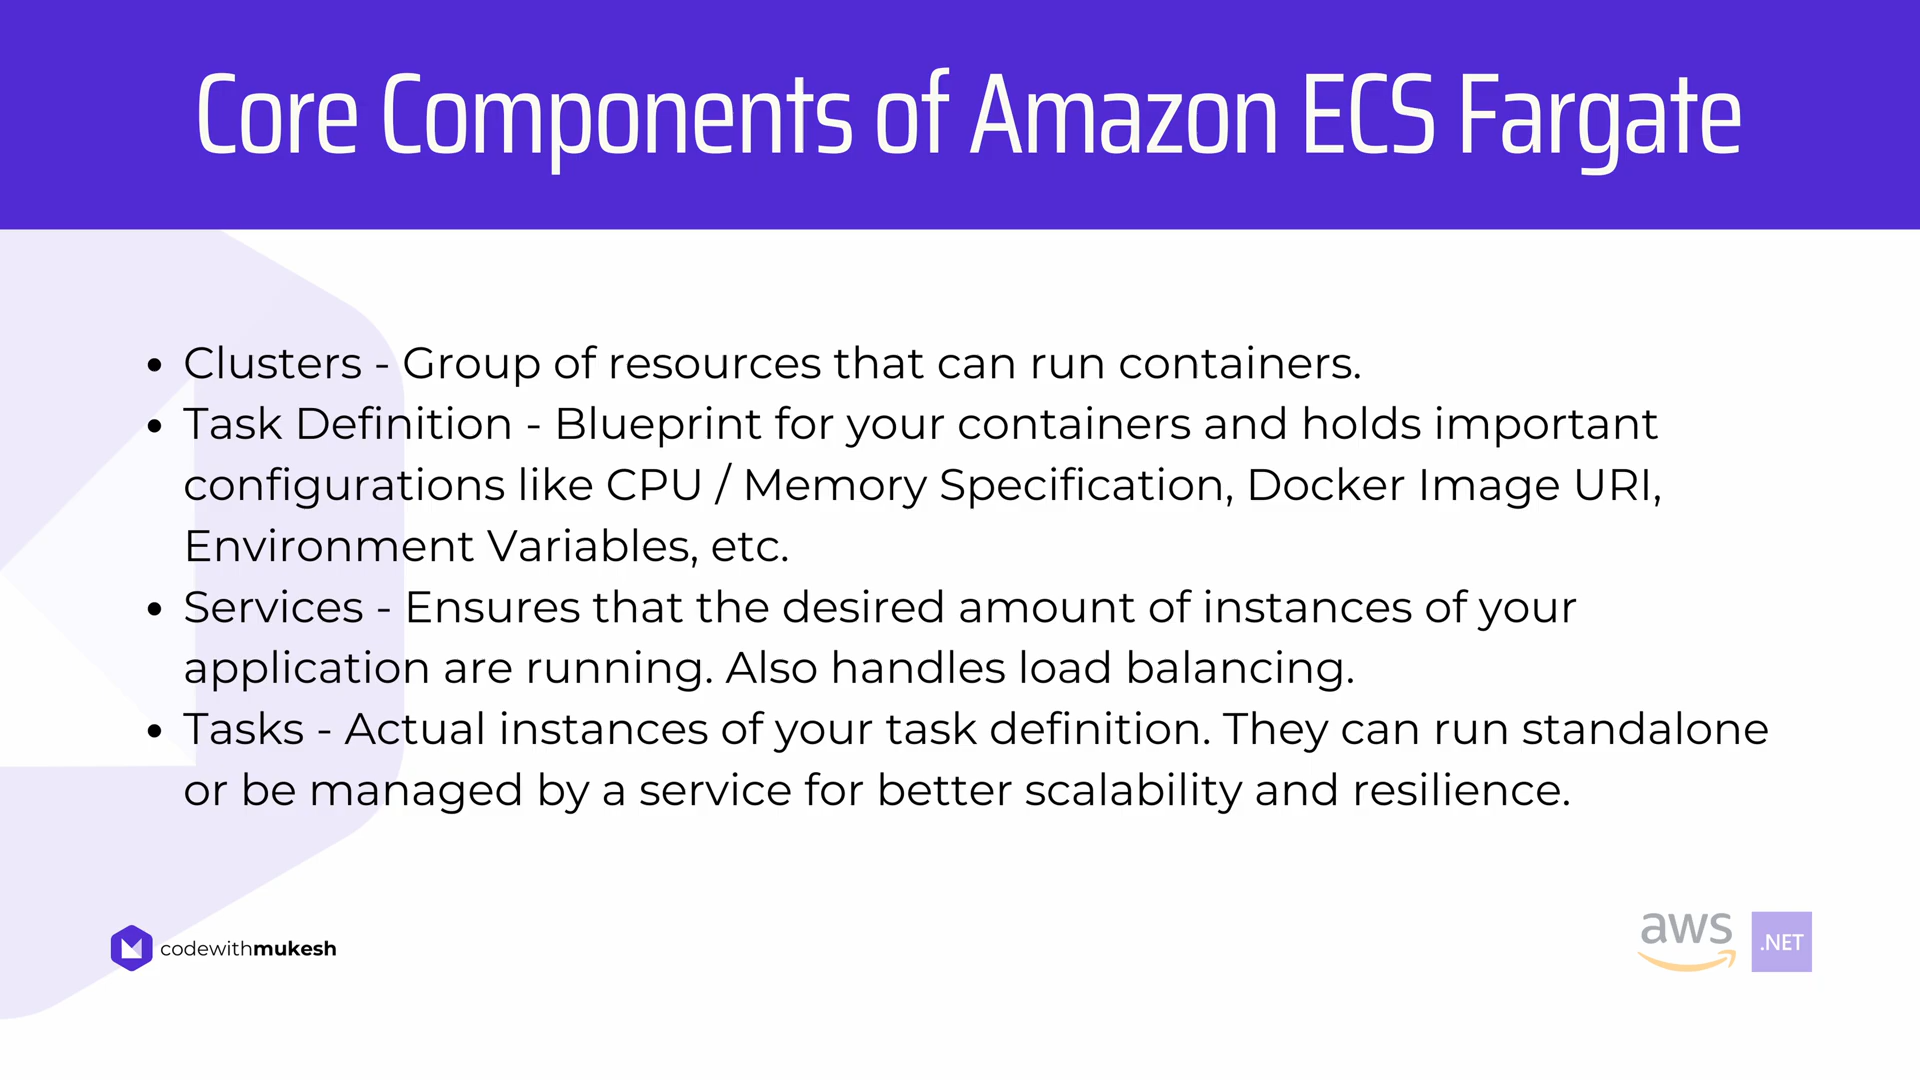 Core Components of Amazon ECS Fargate
• Clusters - Group of resources that can run containers.
• Task Definition - Blueprint for your containers and holds important
configurations like CPU / Memory Specification, Docker Image URI,
Environment Variables, etc.
• Services - Ensures that the desired amount of instances of your
application are running. Also handles load balancing.
• Tasks - Actual instances of your task definition. They can run standalone
or be managed by a service for better scalability and resilience.
codewithmukesh
aws
.NET